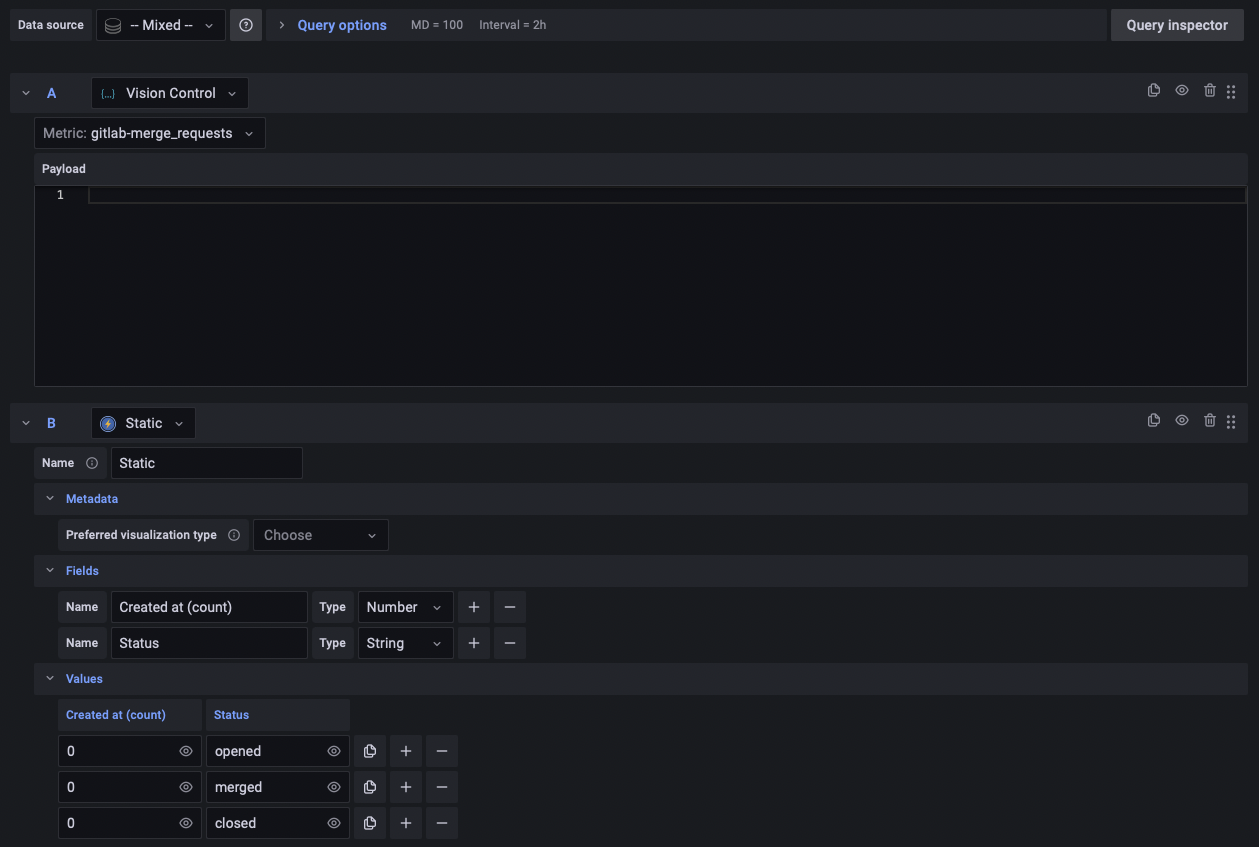 Data source -- Mixed -- Query options MD = 100 Interval = 2h Query inspector
A {...} Vision Control
Metric: gitlab-merge_requests
Payload
1
B Static
Name Static
Metadata
Preferred visualization type Choose
Fields
Name Created at (count) Type Number
Name Status Type String
Values
Created at (count) Status
0 opened
0 merged
0 closed